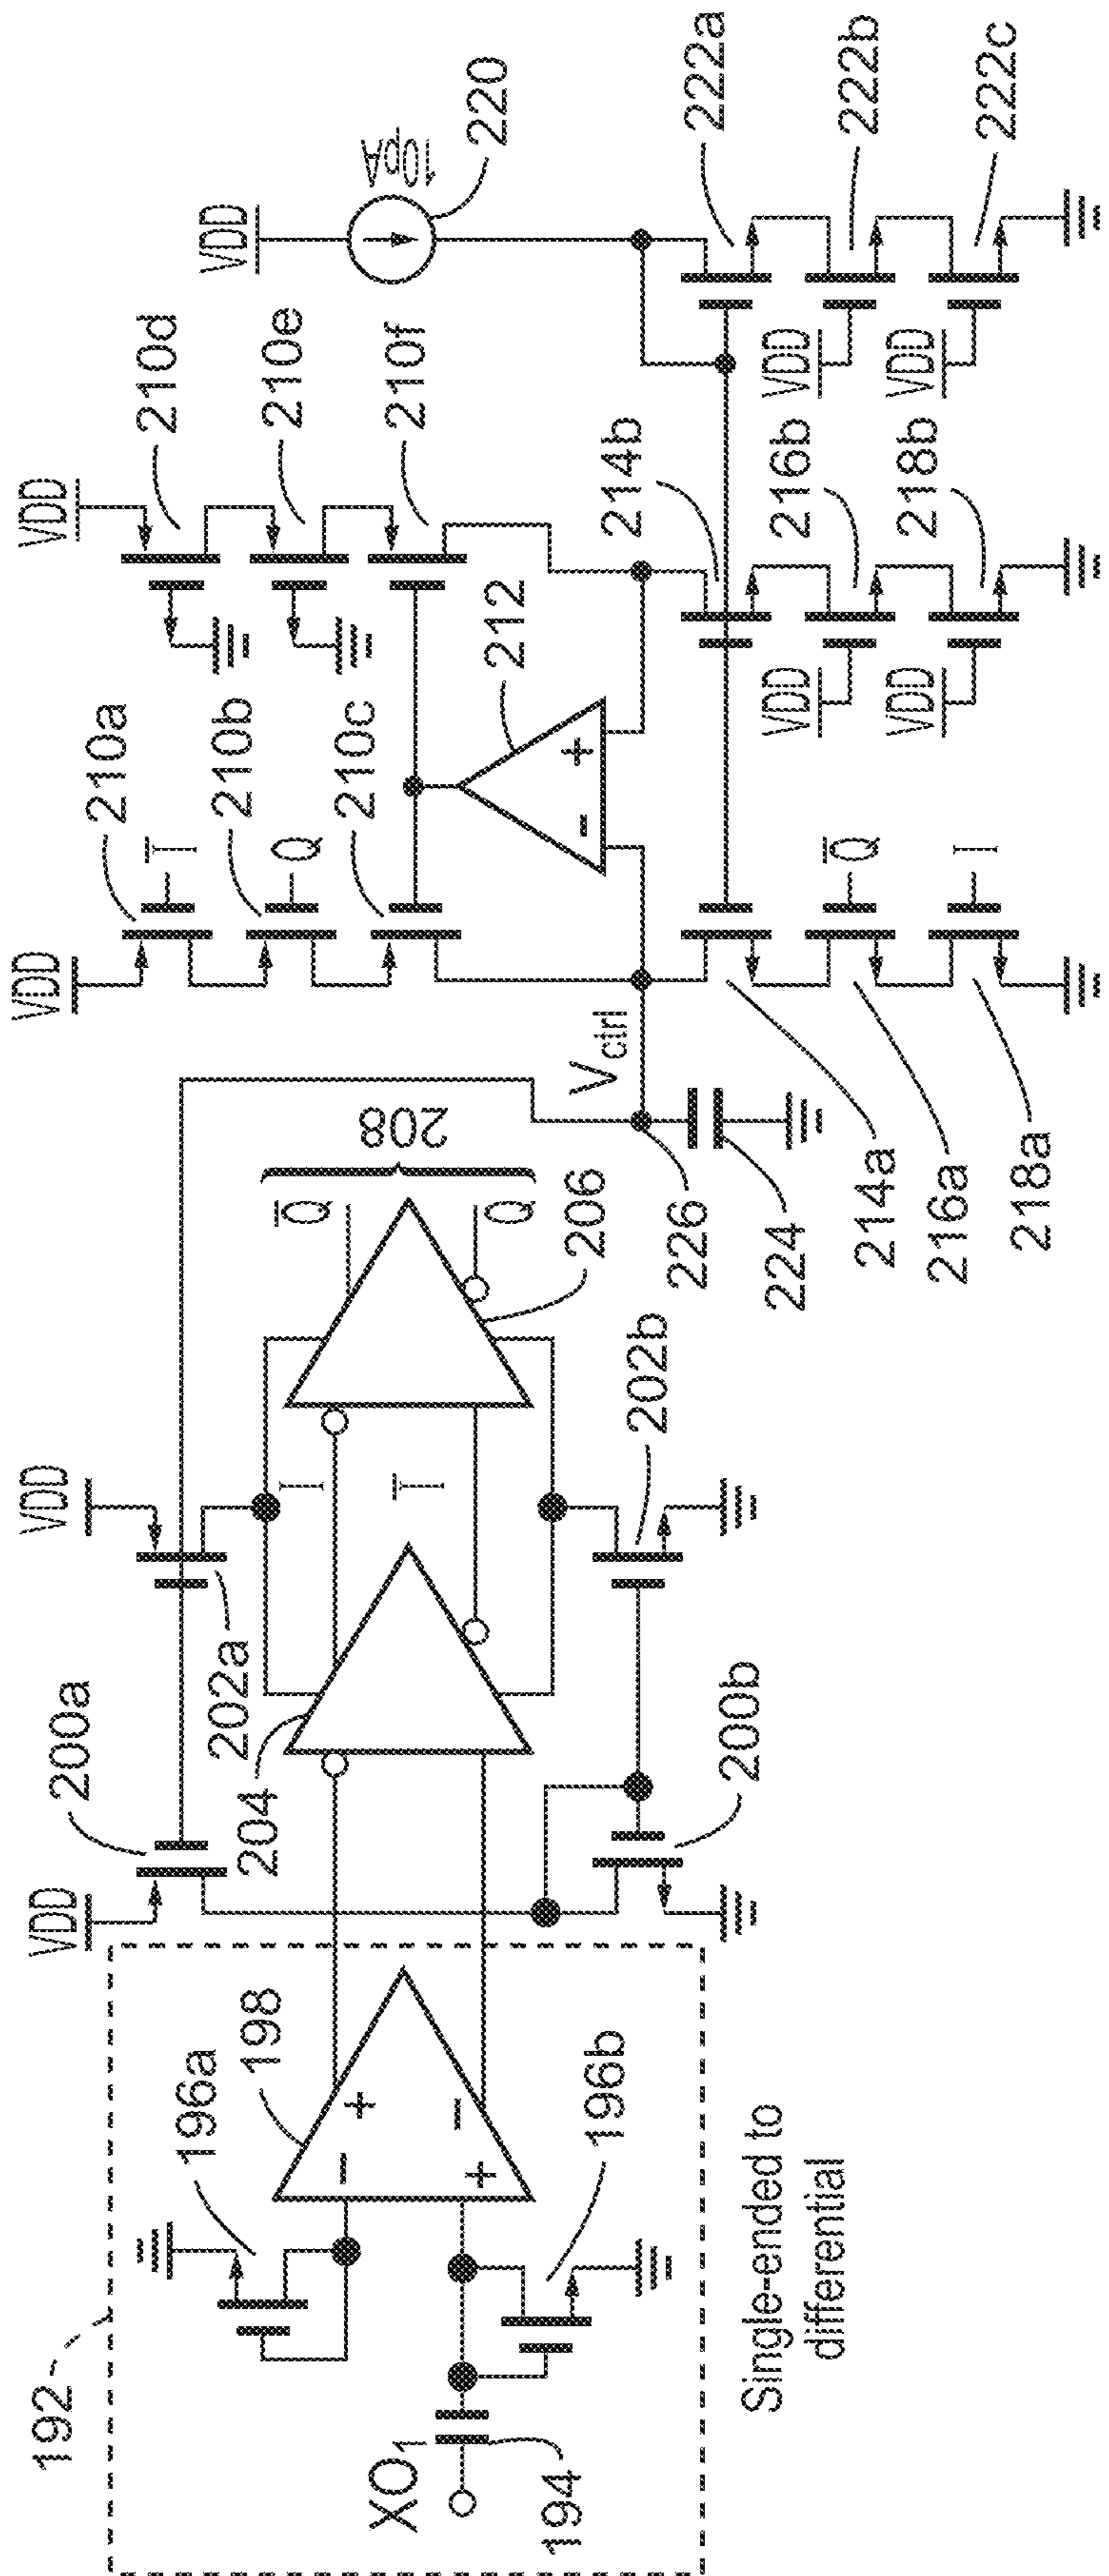 192
XO1
194
196a
198
196b
Single-ended to
differential
VDD
200a
204
200b
VDD
202a
202b
I
I̅
Q̅
Q
208
206
226
224
Vctrl
VDD
210a
I̅
210b
Q
210c
212
- +
214a
216a
Q̅
218a
I
VDD
210d
210e
210f
214b
216b
VDD
218b
VDD
VDD
10pA
220
222a
222b
VDD
222c
VDD
- +
+ -